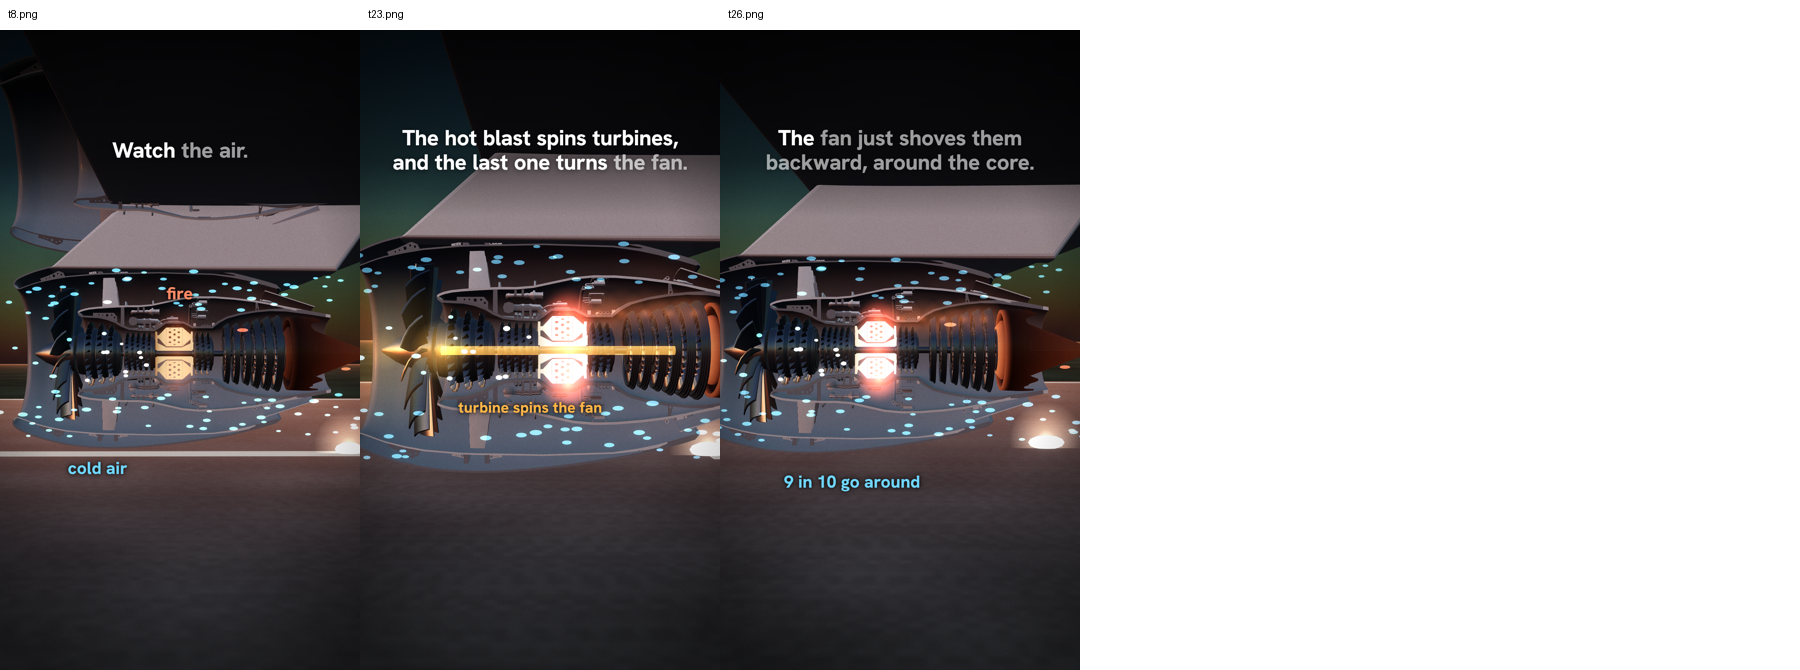 t8.png
t23.png
t26.png
Watch the air.
fire
cold air
The hot blast spins turbines,
and the last one turns the fan.
turbine spins the fan
The fan just shoves them
backward, around the core.
9 in 10 go around